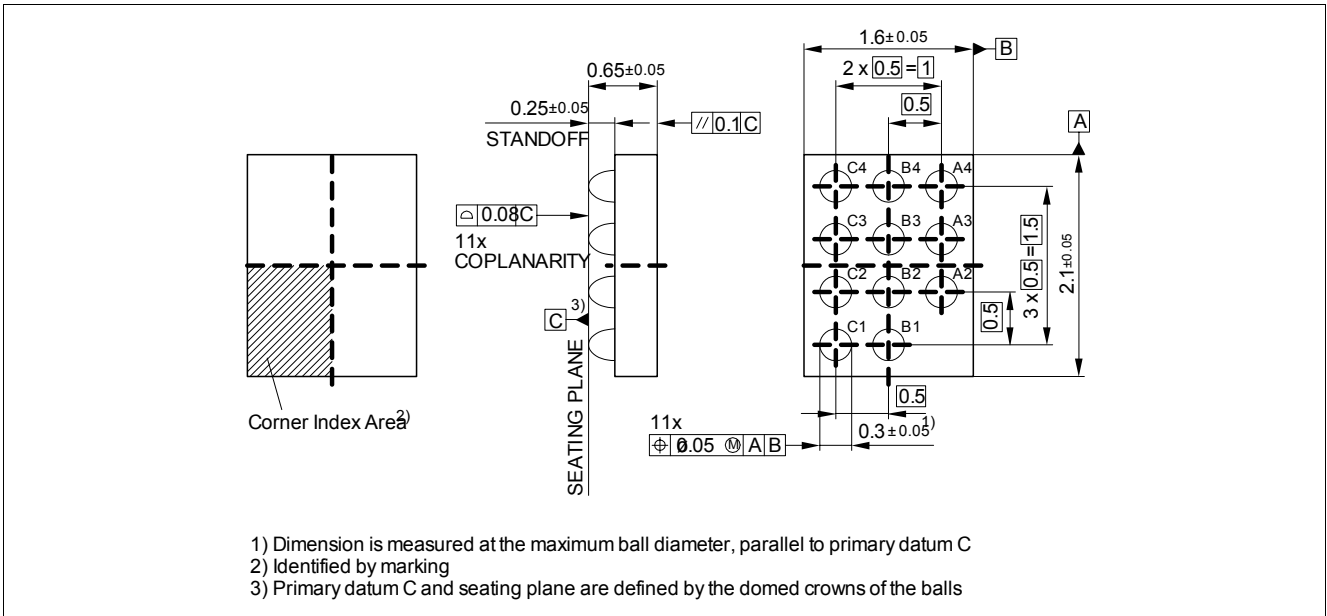 1.6±0.05
B
2 x 0.5 = 1
0.65±0.05
0.5
0.25±0.05
STANDOFF
// 0.1 C
A
C4 B4 A4
⌓ 0.08 C
11x
COPLANARITY
C3 B3 A3
3 x 0.5 = 1.5
2.1±0.05
C2 B2 A2
0.5
C 3)
C1 B1
SEATING PLANE
0.5
Corner Index Area 2)
11x
0.3±0.05 1)
⌖ ø0.05 Ⓜ A B
1) Dimension is measured at the maximum ball diameter, parallel to primary datum C
2) Identified by marking
3) Primary datum C and seating plane are defined by the domed crowns of the balls